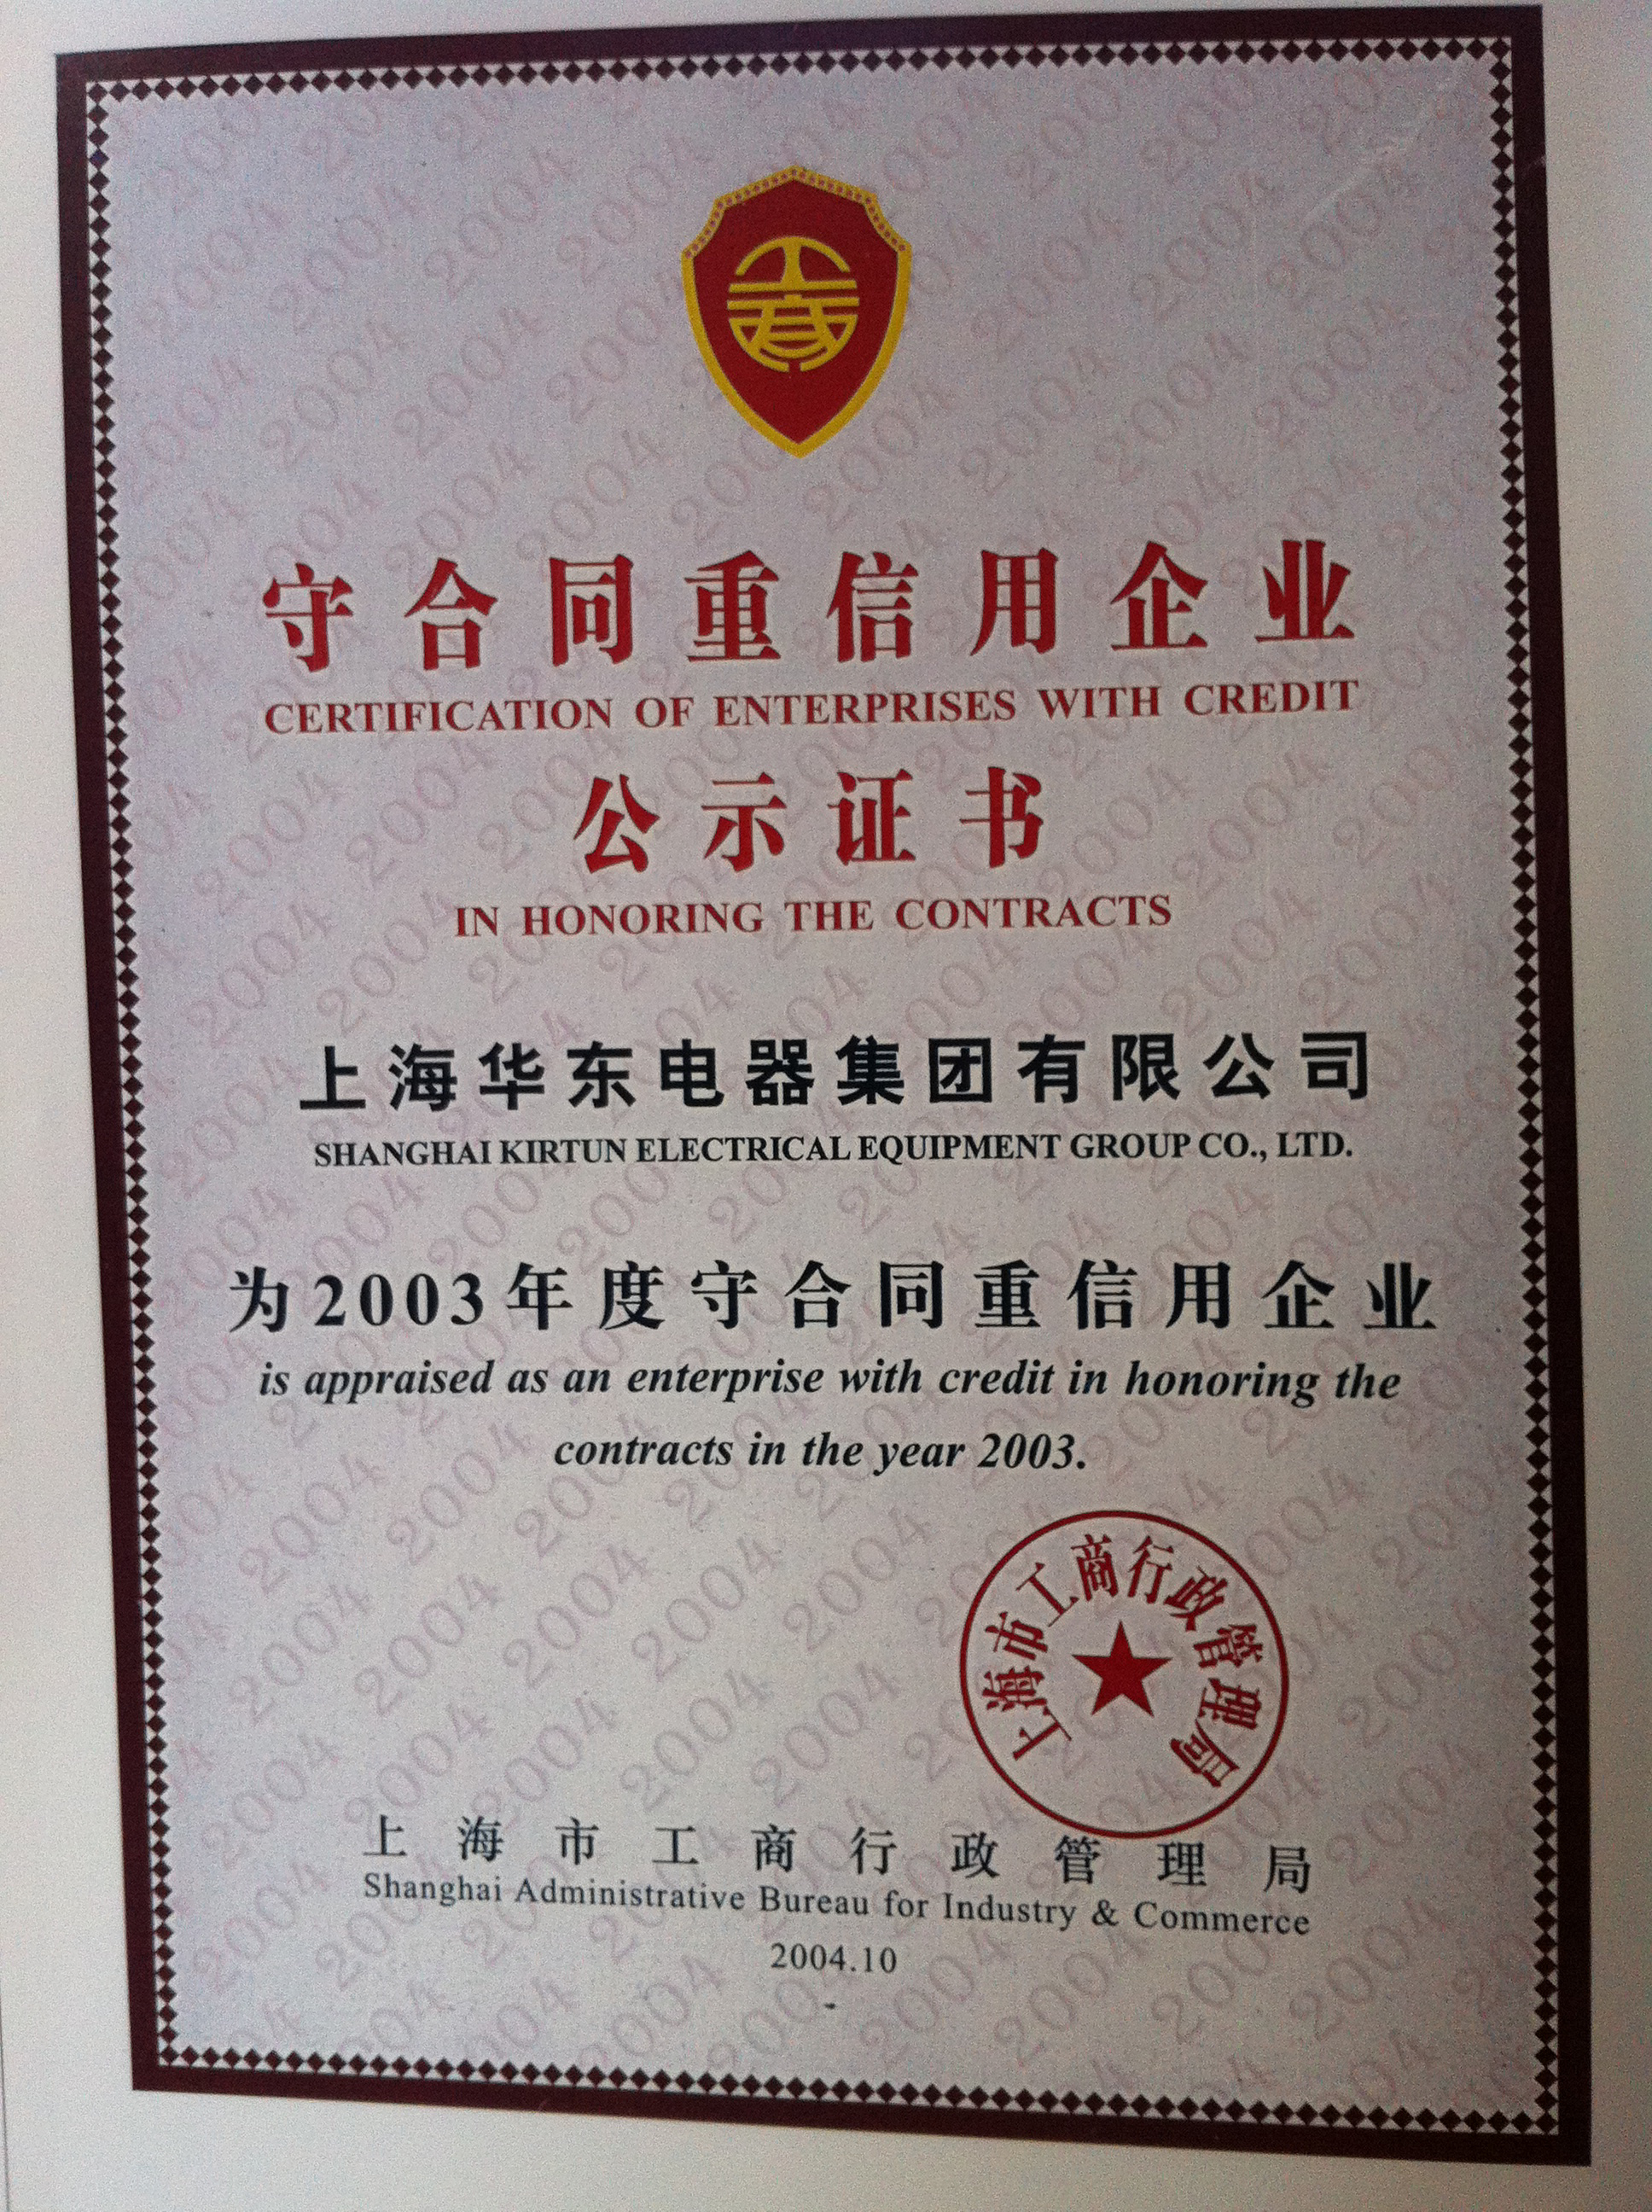 守合同重信用企业
CERTIFICATION OF ENTERPRISES WITH CREDIT
公示证书
IN HONORING THE CONTRACTS
上海华东电器集团有限公司
SHANGHAI KIRTUN ELECTRICAL EQUIPMENT GROUP CO., LTD.
为2003年度守合同重信用企业
is appraised as an enterprise with credit in honoring the
contracts in the year 2003.
上海市工商行政管理局
上海市工商行政管理局
Shanghai Administrative Bureau for Industry & Commerce
2004.10